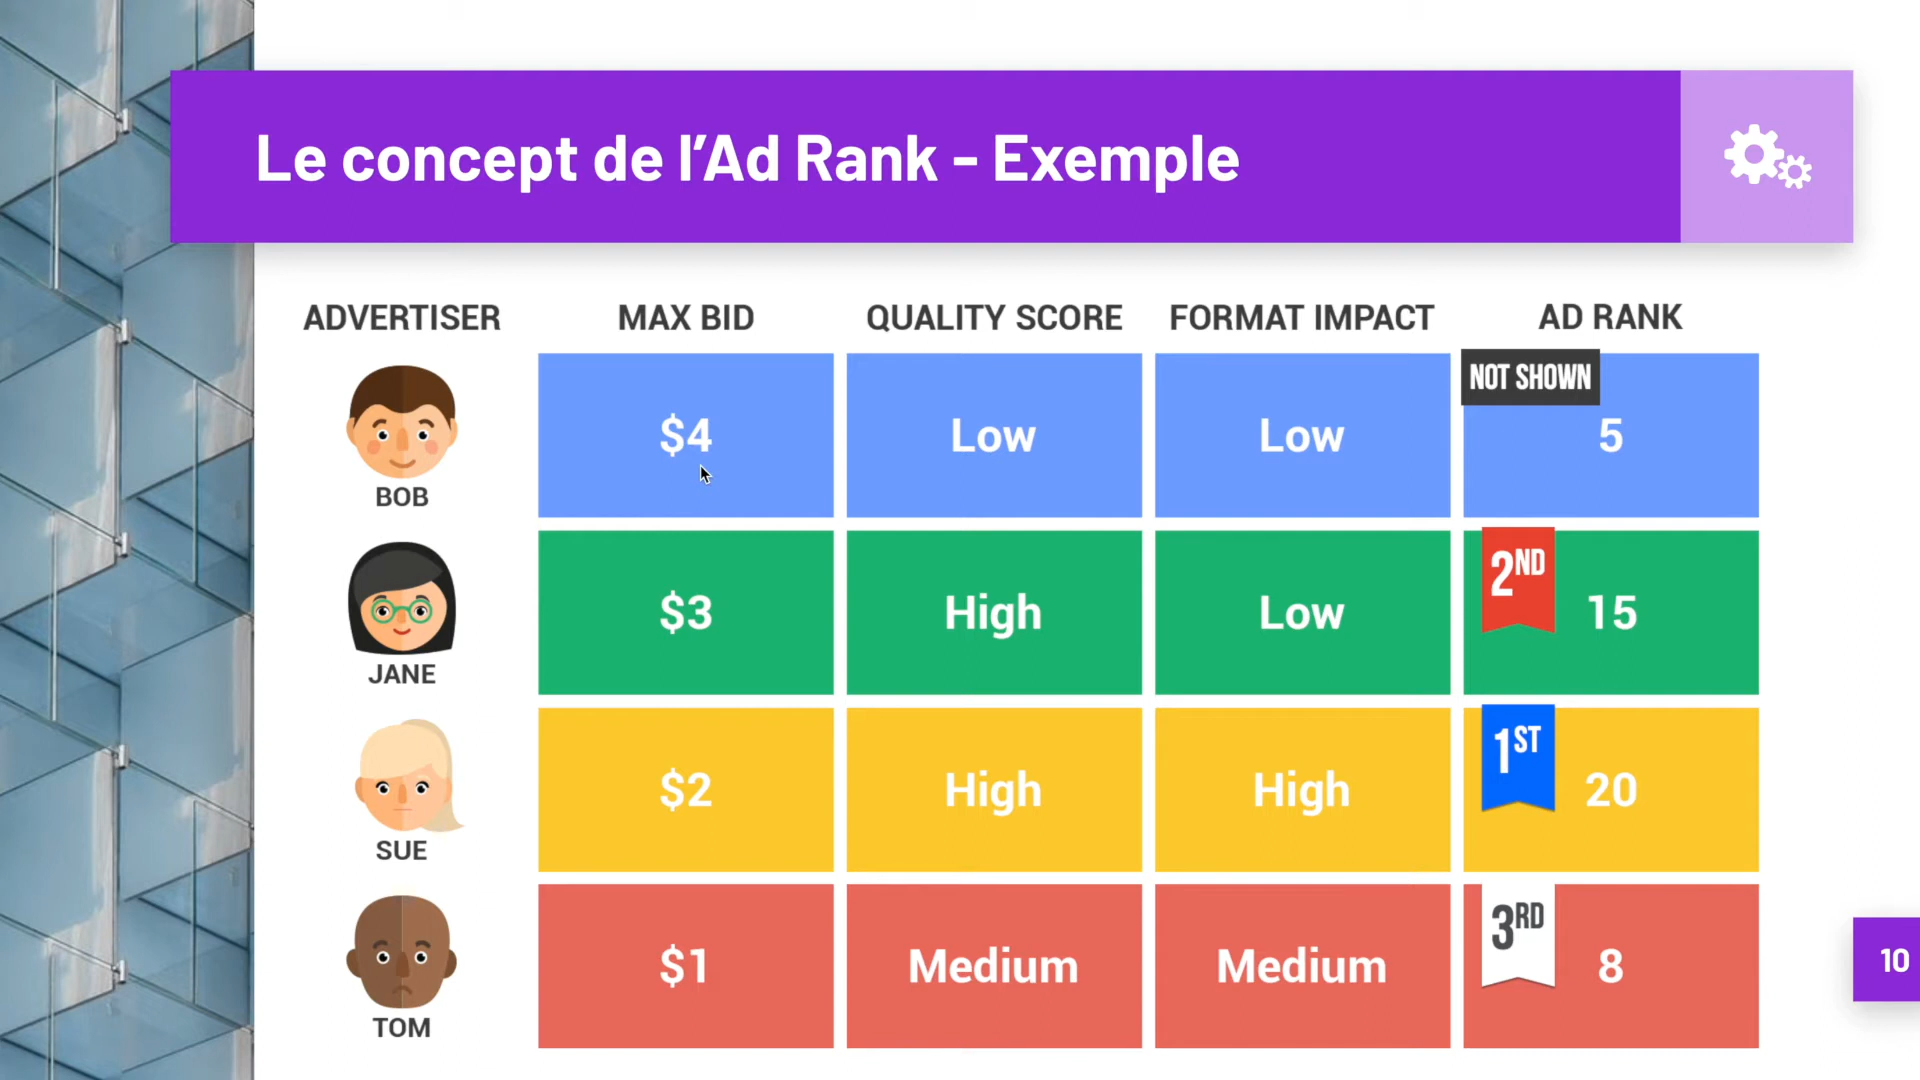 Le concept de l’Ad Rank - Exemple
ADVERTISER MAX BID QUALITY SCORE FORMAT IMPACT AD RANK
NOT SHOWN
$4 Low Low 5
BOB
2ND
$3 High Low 15
JANE
1ST
$2 High High 20
SUE
3RD
$1 Medium Medium 8
TOM
10